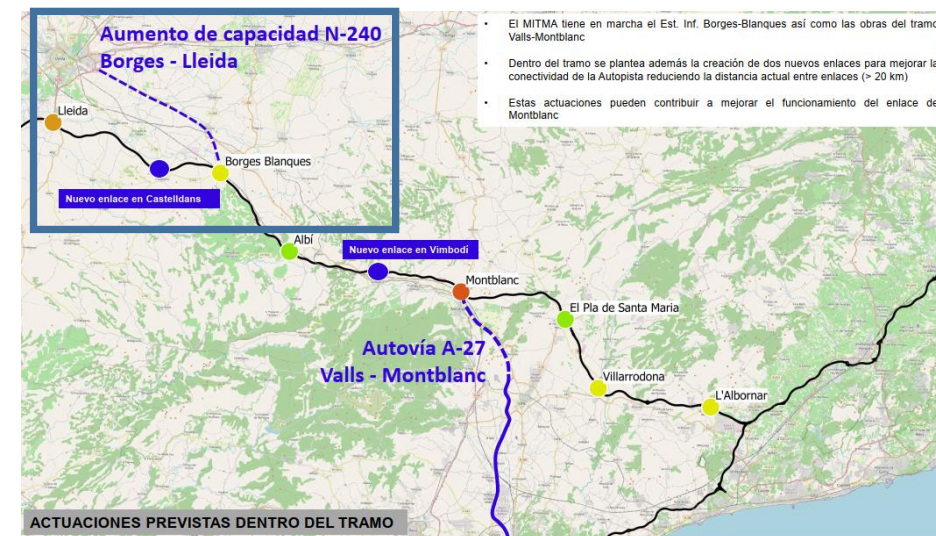 Aumento de capacidad N-240
Borges - Lleida
• El MITMA tiene en marcha el Est. Inf. Borges-Blanques así como las obras del tramo
Valls-Montblanc
• Dentro del tramo se plantea además la creación de dos nuevos enlaces para mejorar la
conectividad de la Autopista reduciendo la distancia actual entre enlaces (> 20 km)
• Estas actuaciones pueden contribuir a mejorar el funcionamiento del enlace de
Montblanc
Lleida
Borges Blanques
Nuevo enlace en Castelldans
Albí
Nuevo enlace en Vimbodí
Montblanc
El Pla de Santa Maria
Autovía A-27
Valls - Montblanc
Villarrodona
L'Albornar
ACTUACIONES PREVISTAS DENTRO DEL TRAMO